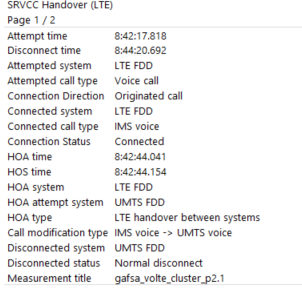 SRVCC Handover (LTE)
Page 1 / 2
Attempt time 8:42:17.818
Disconnect time 8:44:20.692
Attempted system LTE FDD
Attempted call type Voice call
Connection Direction Originated call
Connected system LTE FDD
Connected call type IMS voice
Connection Status Connected
HOA time 8:42:44.041
HOS time 8:42:44.154
HOA system LTE FDD
HOA attempt system UMTS FDD
HOA type LTE handover between systems
Call modification type IMS voice -> UMTS voice
Disconnected system UMTS FDD
Disconnected status Normal disconnect
Measurement title gafsa_volte_cluster_p2.1